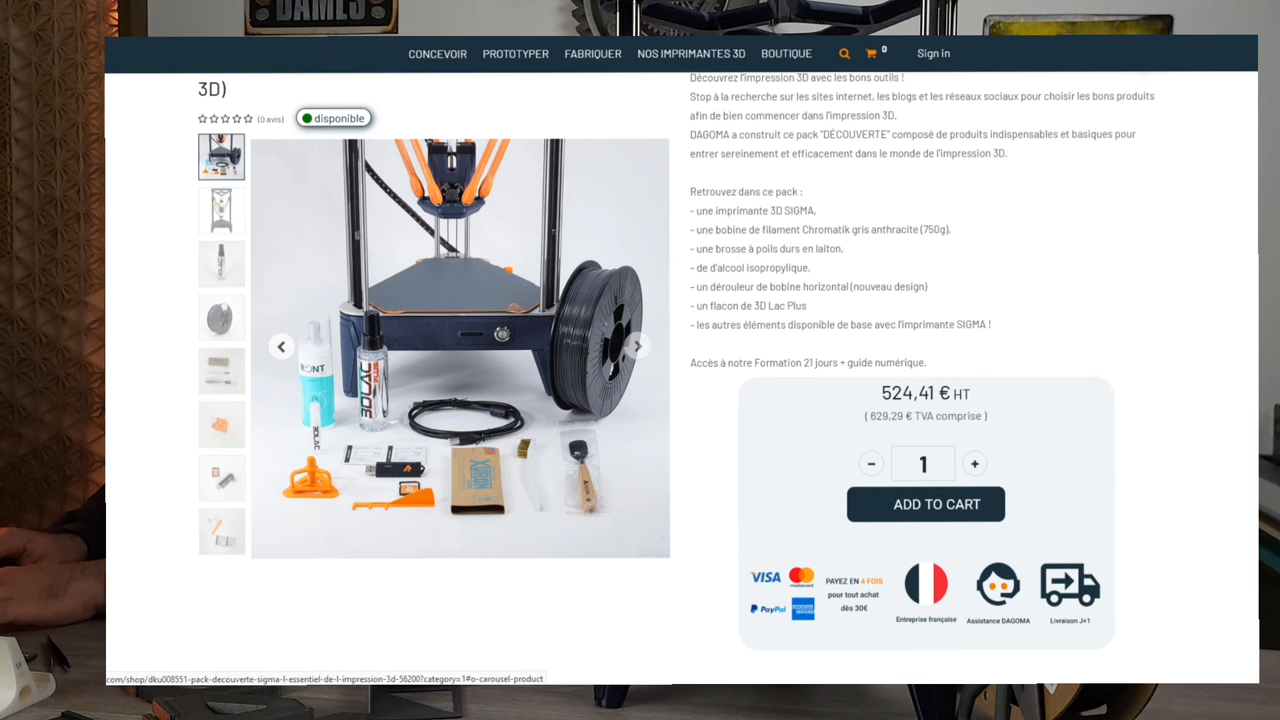 DAMES
CONCEVOIR PROTOTYPER FABRIQUER NOS IMPRIMANTES 3D BOUTIQUE 0 Sign in
3D)
(0 avis) disponible
Découvrez l'impression 3D avec les bons outils !
Stop à la recherche sur les sites internet, les blogs et les réseaux sociaux pour choisir les bons produits
afin de bien commencer dans l'impression 3D.
DAGOMA a construit ce pack "DÉCOUVERTE" composé de produits indispensables et basiques pour
entrer sereinement et efficacement dans le monde de l'impression 3D.
Retrouvez dans ce pack :
- une imprimante 3D SIGMA,
- une bobine de filament Chromatik gris anthracite (750g),
- une brosse à poils durs en laiton,
- de d'alcool isopropylique,
- un dérouleur de bobine horizontal (nouveau design)
- un flacon de 3D Lac Plus
- les autres éléments disponible de base avec l'imprimante SIGMA !
Accès à notre Formation 21 jours + guide numérique.
RONT
3DLAC
PLUS
3DLAC
524,41 € HT
( 629,29 € TVA comprise )
- 1 +
ADD TO CART
VISA mastercard
PayPal
PAYEZ EN 4 FOIS
pour tout achat
dès 30€
Entreprise française
Assistance DAGOMA
Livraison J+1
com/shop/dku008551-pack-decouverte-sigma-l-essentiel-de-l-impression-3d-56200?category=1#o-carousel-product